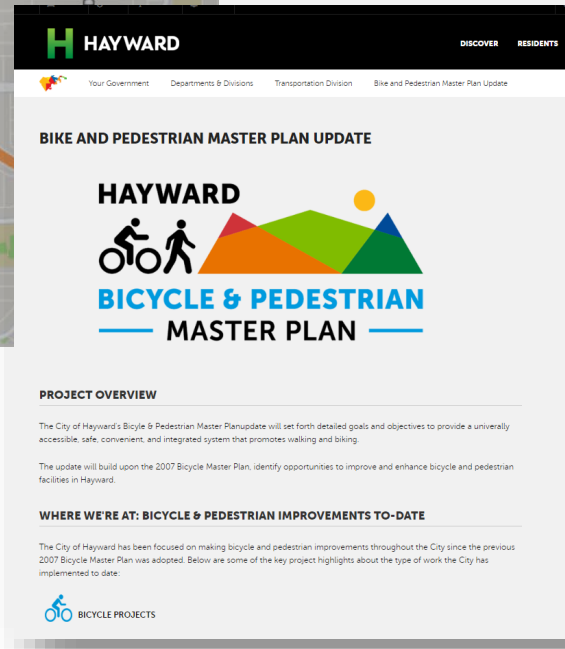 HAYWARD
DISCOVER RESIDENTS
Your Government Departments & Divisions Transportation Division Bike and Pedestrian Master Plan Update
BIKE AND PEDESTRIAN MASTER PLAN UPDATE
HAYWARD
BICYCLE & PEDESTRIAN
MASTER PLAN
PROJECT OVERVIEW
The City of Hayward's Bicyle & Pedestrian Master Planupdate will set forth detailed goals and objectives to provide a univerally
accessible, safe, convenient, and integrated system that promotes walking and biking.
The update will build upon the 2007 Bicycle Master Plan, identify opportunities to improve and enhance bicycle and pedestrian
facilities in Hayward.
WHERE WE'RE AT: BICYCLE & PEDESTRIAN IMPROVEMENTS TO-DATE
The City of Hayward has been focused on making bicycle and pedestrian improvements throughout the City since the previous
2007 Bicycle Master Plan was adopted. Below are some of the key project highlights about the type of work the City has
implemented to date:
BICYCLE PROJECTS